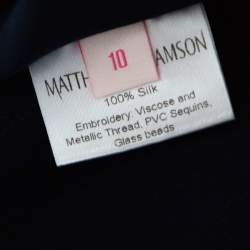 10
MATTH AMSON
100% Silk
Embroidery: Viscose and
Metallic Thread, PVC Sequins,
Glass beads